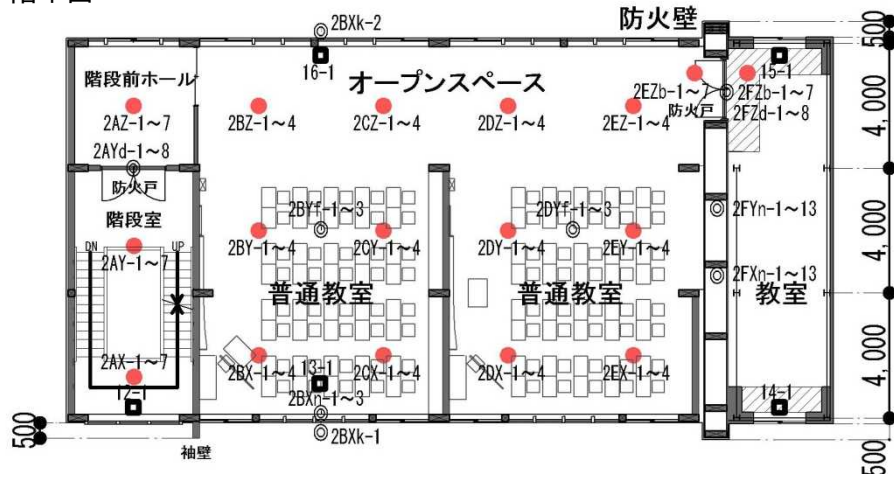 2BXk-2
防火壁
500
16-1
階段前ホール
オープンスペース
15-1
2EZb-1~7
2FZb-1~7
防火戸
2FZd-1~8
2AZ-1~7
2BZ-1~4
2CZ-1~4
2DZ-1~4
2EZ-1~4
4,000
2AYd-1~8
防火戸
階段室
2BYf-1~3
2DYf-1~3
2FYn-1~13
DN
UP
2AY-1~7
2BY-1~4
2CY-1~4
2DY-1~4
2EY-1~4
4,000
2FXn-1~13
普通教室
普通教室
教室
2AX-1~7
2BX-1~4
13-1
2CX-1~4
2DX-1~4
2EX-1~4
4,000
12-1
2BXn-1~3
14-1
500
2BXk-1
袖壁
500